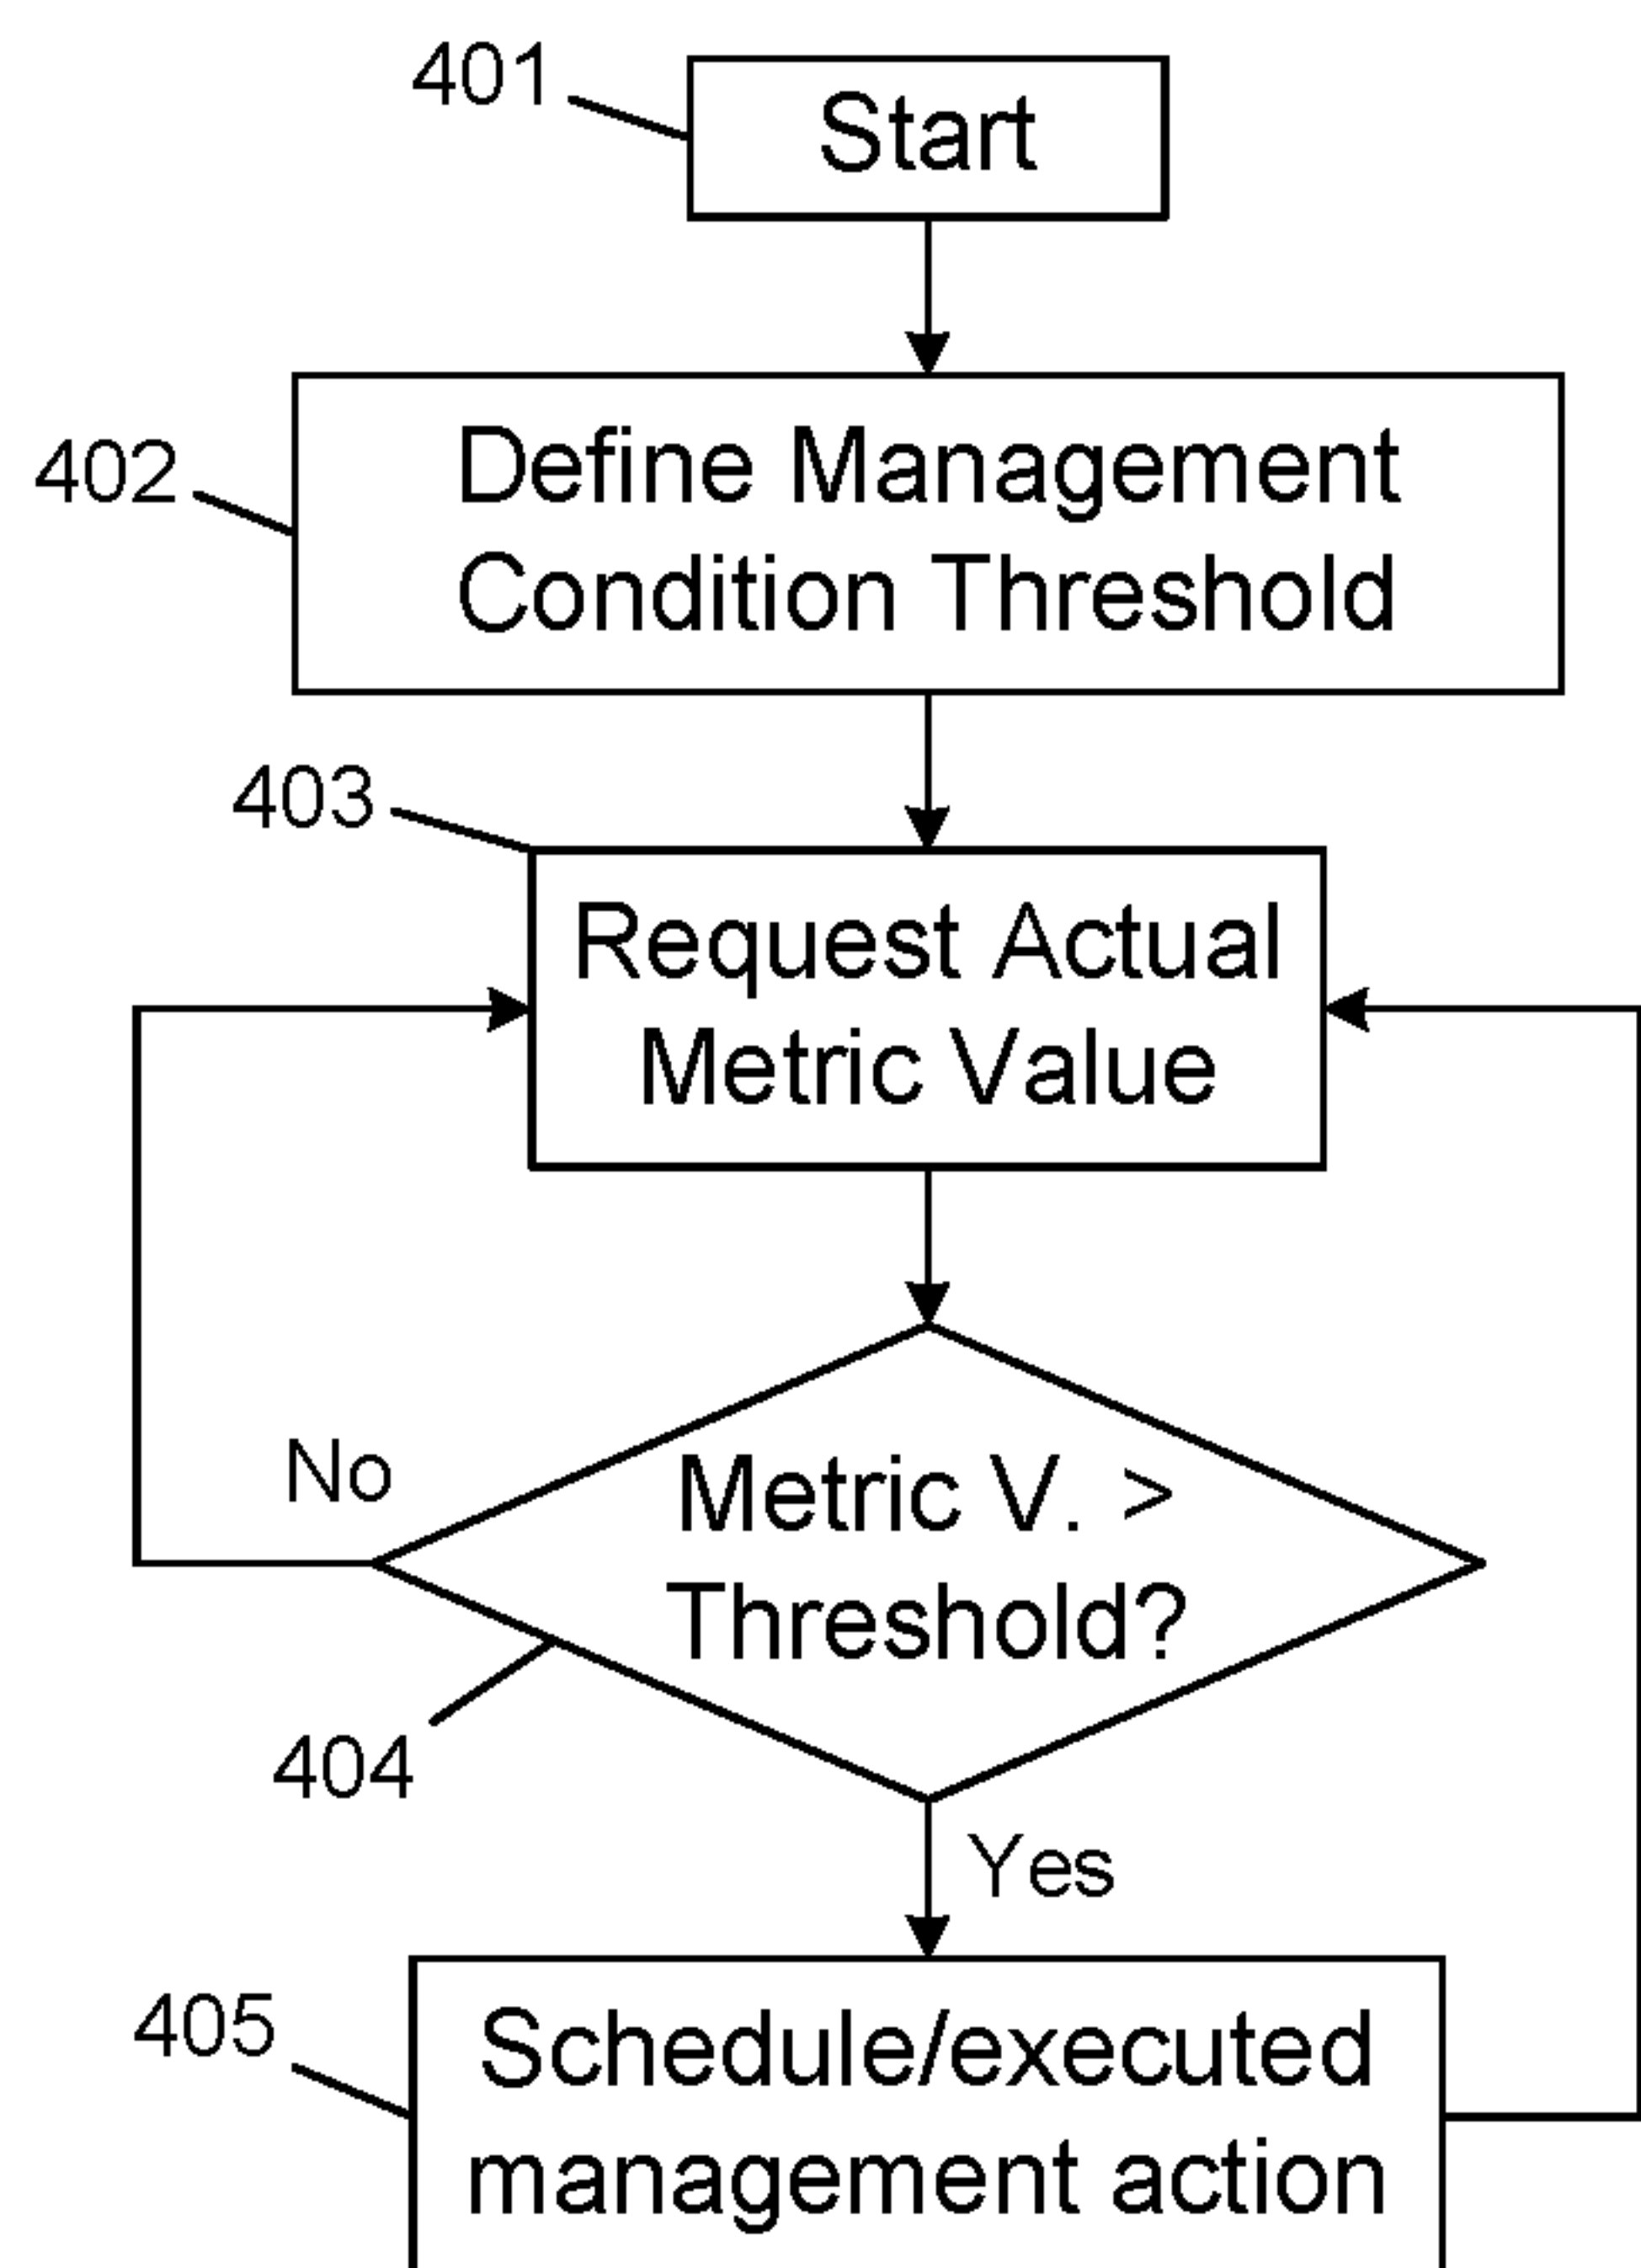 401
Start
402
Define Management
Condition Threshold
403
Request Actual
Metric Value
No
Metric V. >
Threshold?
404
Yes
405
Schedule/executed
management action